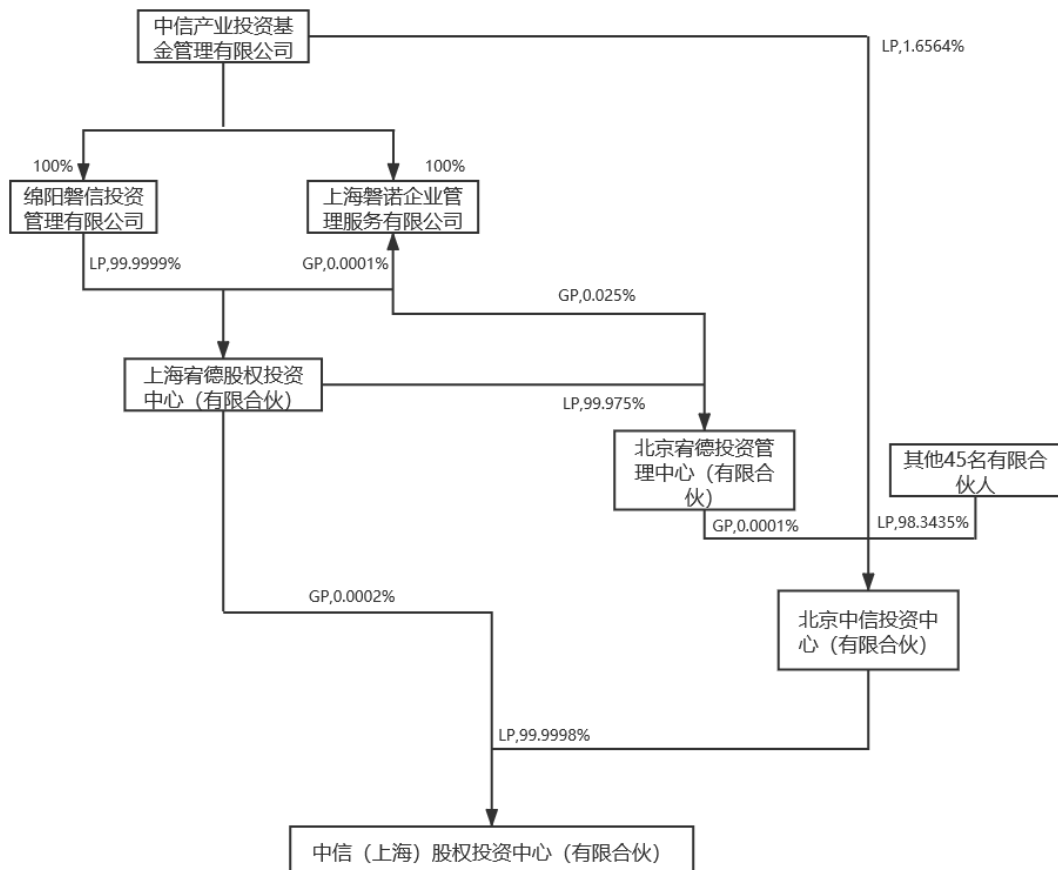 中信产业投资基
金管理有限公司
LP,1.6564%
100%
100%
绵阳磐信投资
管理有限公司
上海磐诺企业管
理服务有限公司
LP,99.9999%
GP,0.0001%
GP,0.025%
上海宥德股权投资
中心（有限合伙）
LP,99.975%
北京宥德投资管
理中心（有限合
伙）
其他45名有限合
伙人
GP,0.0001%
LP,98.3435%
GP,0.0002%
北京中信投资中
心（有限合伙）
LP,99.9998%
中信（上海）股权投资中心（有限合伙）